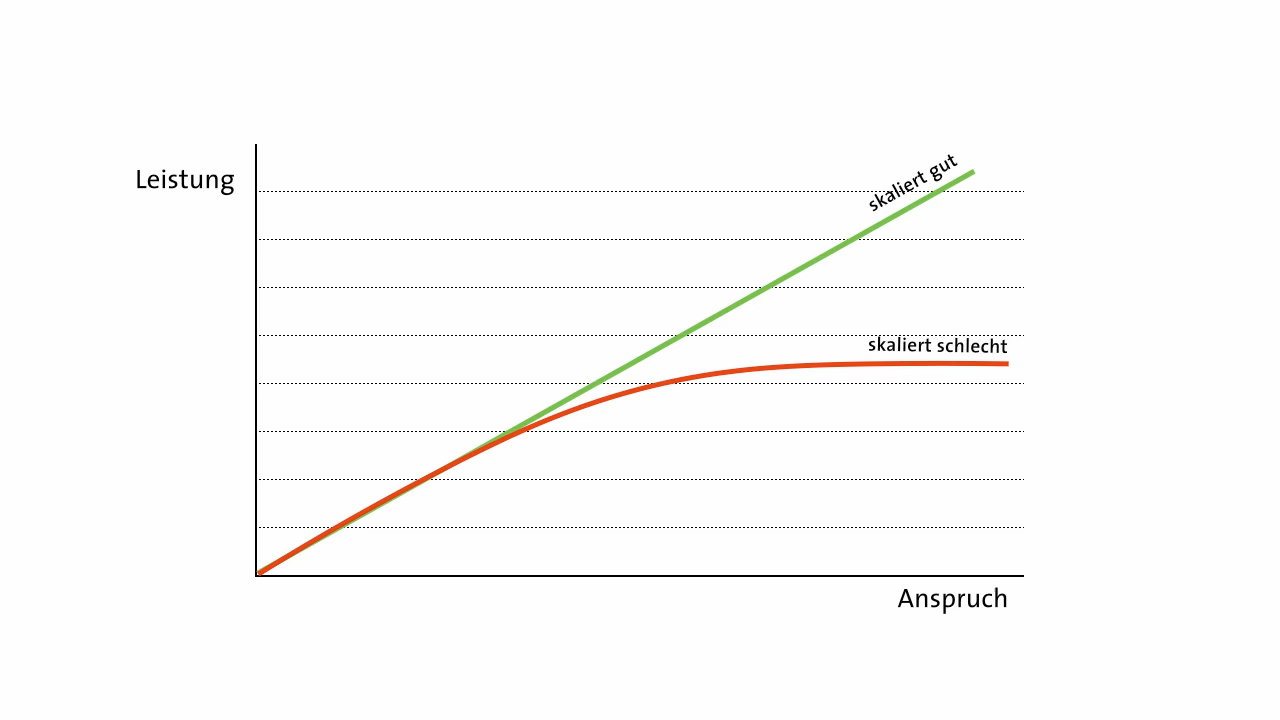 skaliert gut
Leistung
skaliert schlecht
Anspruch